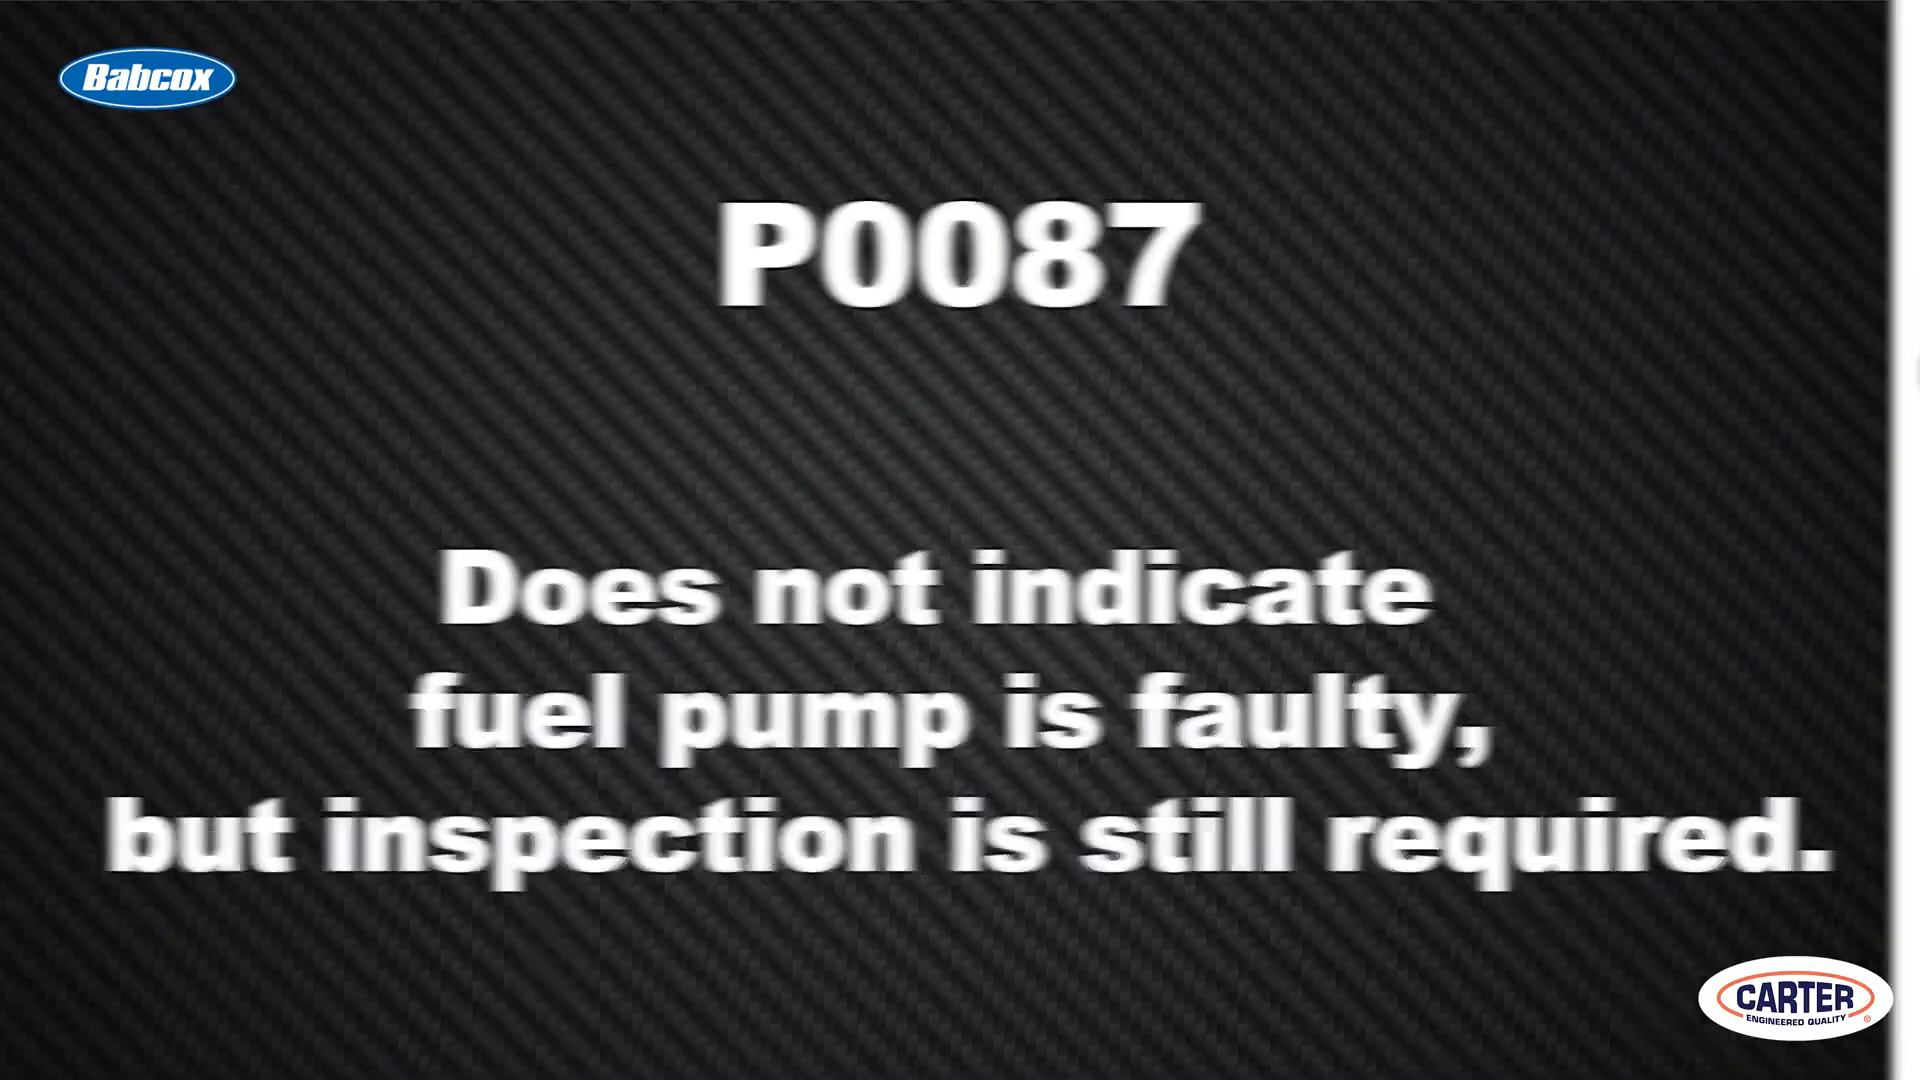 Babcox
P0087
Does not indicate
fuel pump is faulty,
but inspection is still required.
CARTER
ENGINEERED QUALITY
®